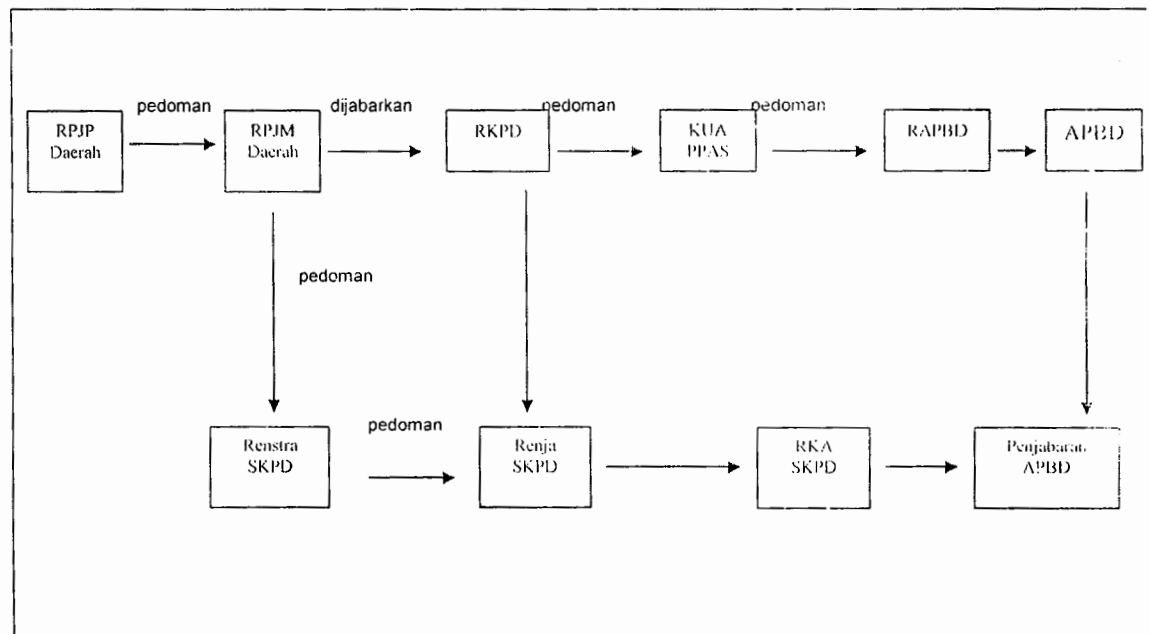 pedoman
dijabarkan
pedoman
pedoman
RPJP
Daerah
RPJM
Daerah
RKPD
KUA
PPAS
RAPBD
APBD
pedoman
pedoman
Renstra
SKPD
Renja
SKPD
RKA
SKPD
Penjabaran
APBD